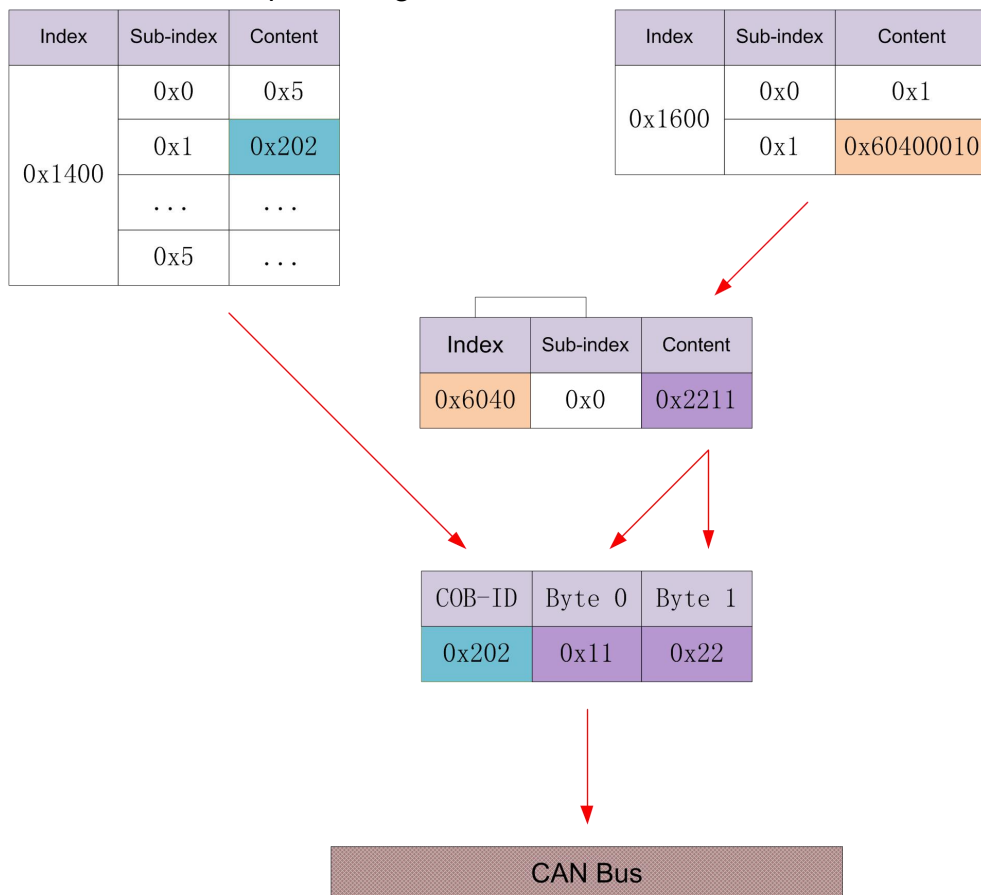 Index Sub-index Content
0x1400
0x0 0x5
0x1 0x202
... ...
0x5 ...
Index Sub-index Content
0x1600
0x0 0x1
0x1 0x60400010
Index Sub-index Content
0x6040 0x0 0x2211
COB-ID Byte 0 Byte 1
0x202 0x11 0x22
CAN Bus